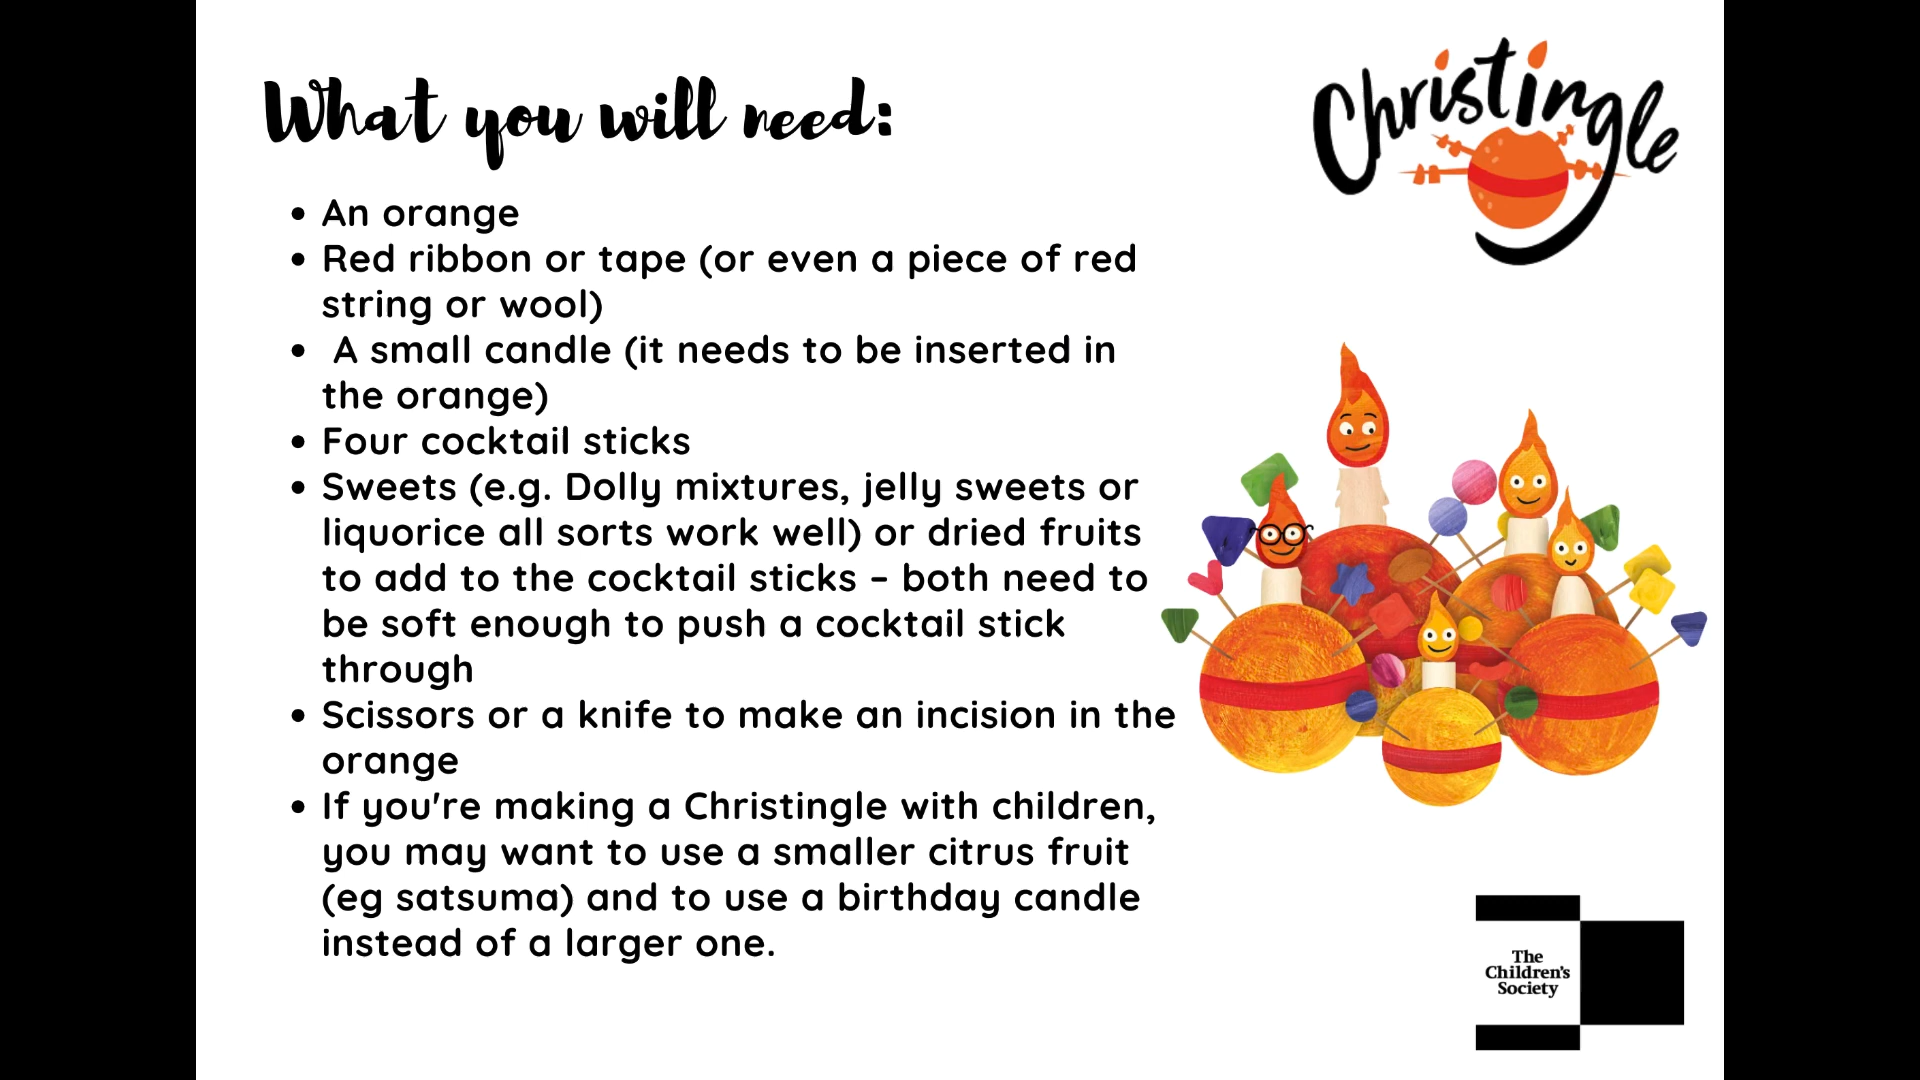 What you will need:
Christingle
• An orange
• Red ribbon or tape (or even a piece of red
string or wool)
• A small candle (it needs to be inserted in
the orange)
• Four cocktail sticks
• Sweets (e.g. Dolly mixtures, jelly sweets or
liquorice all sorts work well) or dried fruits
to add to the cocktail sticks – both need to
be soft enough to push a cocktail stick
through
• Scissors or a knife to make an incision in the
orange
• If you're making a Christingle with children,
you may want to use a smaller citrus fruit
(eg satsuma) and to use a birthday candle
instead of a larger one.
The
Children's
Society